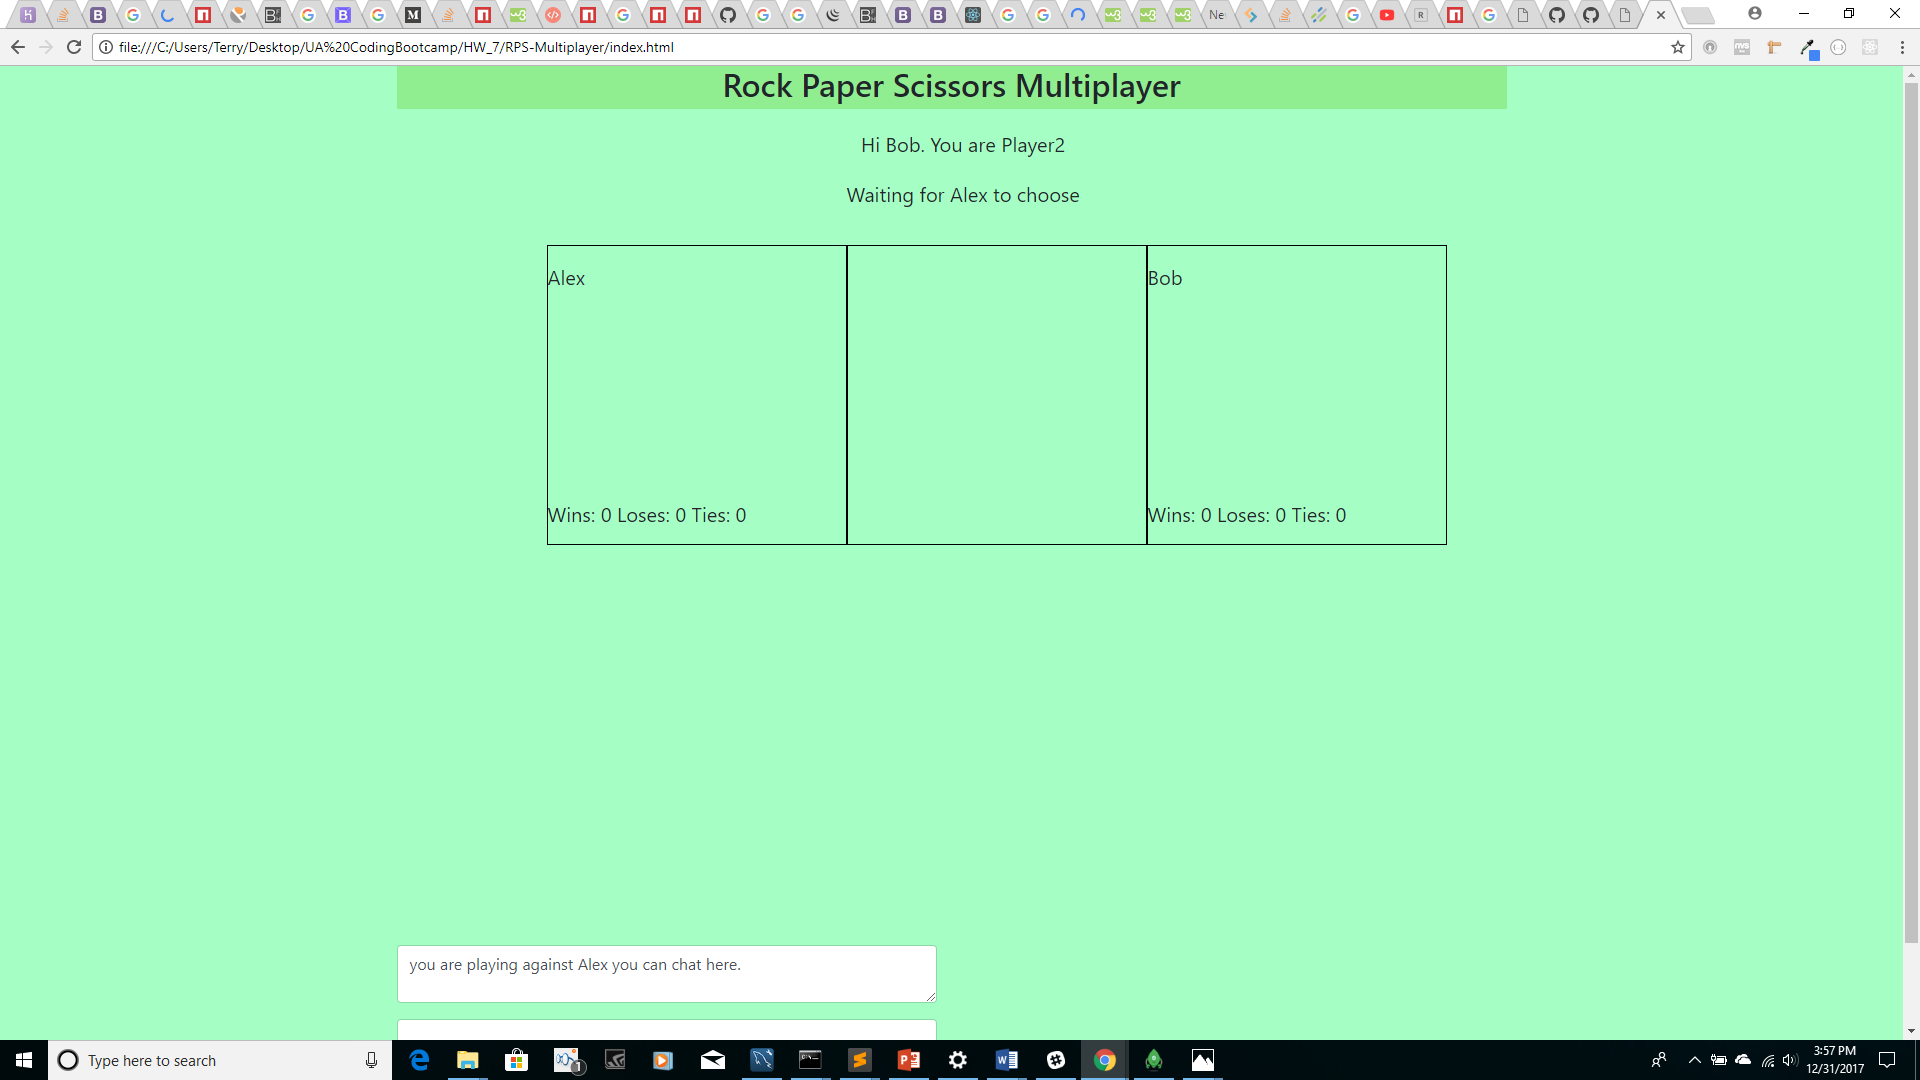 Ne
file:///C:/Users/Terry/Desktop/UA%20CodingBootcamp/HW_7/RPS-Multiplayer/index.html
Rock Paper Scissors Multiplayer
Hi Bob. You are Player2
Waiting for Alex to choose
Alex
Bob
Wins: 0 Loses: 0 Ties: 0
Wins: 0 Loses: 0 Ties: 0
you are playing against Alex you can chat here.
Type here to search
1
3:57 PM
12/31/2017